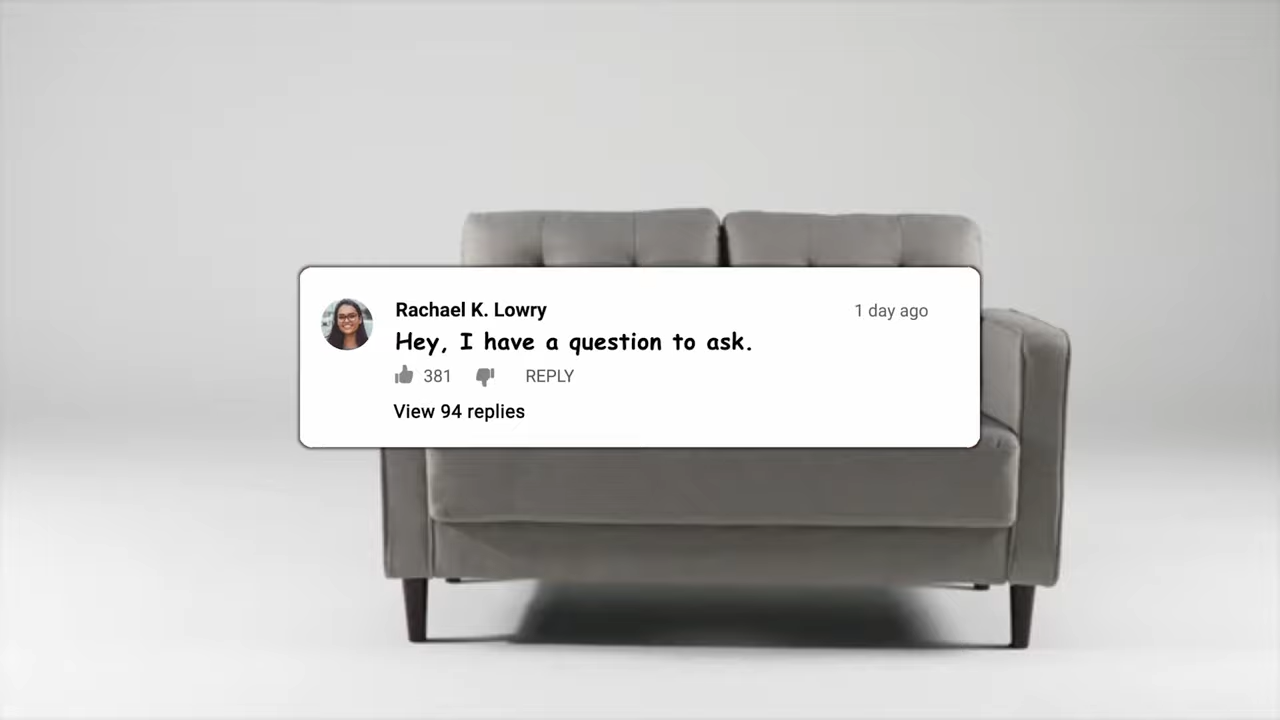 Rachael K. Lowry
1 day ago
Hey, I have a question to ask.
381
REPLY
View 94 replies